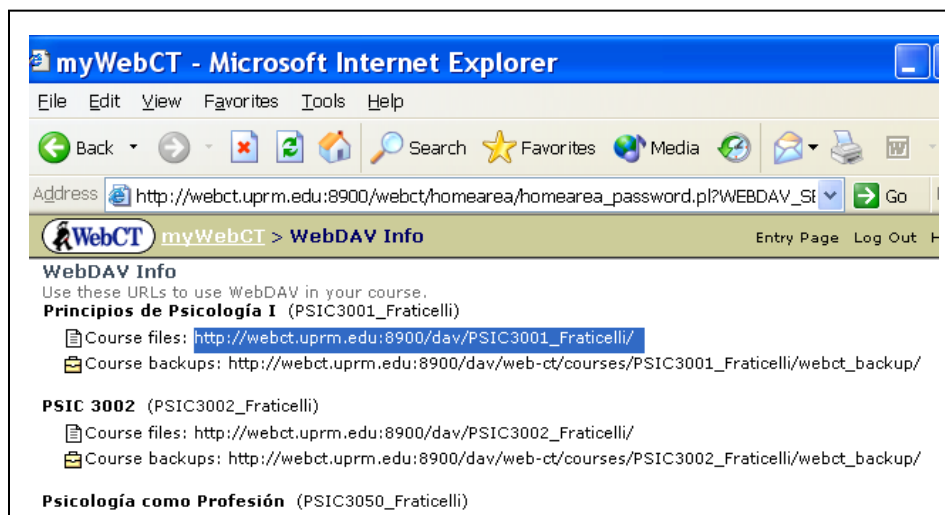 myWebCT - Microsoft Internet Explorer
File Edit View Favorites Tools Help
Back Search Favorites Media
Address http://webct.uprm.edu:8900/webct/homearea/homearea_password.pl?WEBDAV_SE Go
WebCT myWebCT > WebDAV Info Entry Page Log Out H
WebDAV Info
Use these URLs to use WebDAV in your course.
Principios de Psicología I (PSIC3001_Fraticelli)
Course files: http://webct.uprm.edu:8900/dav/PSIC3001_Fraticelli/
Course backups: http://webct.uprm.edu:8900/dav/web-ct/courses/PSIC3001_Fraticelli/webct_backup/
PSIC 3002 (PSIC3002_Fraticelli)
Course files: http://webct.uprm.edu:8900/dav/PSIC3002_Fraticelli/
Course backups: http://webct.uprm.edu:8900/dav/web-ct/courses/PSIC3002_Fraticelli/webct_backup/
Psicología como Profesión (PSIC3050_Fraticelli)